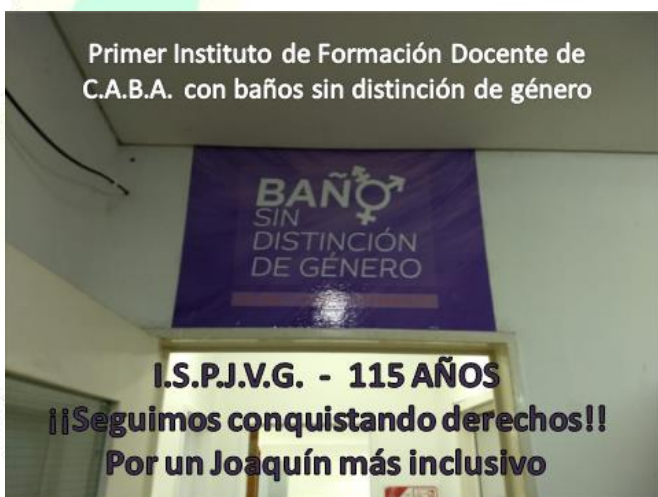 Primer Instituto de Formación Docente de
C.A.B.A. con baños sin distinción de género
BAÑO
SIN
DISTINCIÓN
DE GÉNERO
I.S.P.J.V.G. - 115 AÑOS
¡¡Seguimos conquistando derechos!!
Por un Joaquín más inclusivo